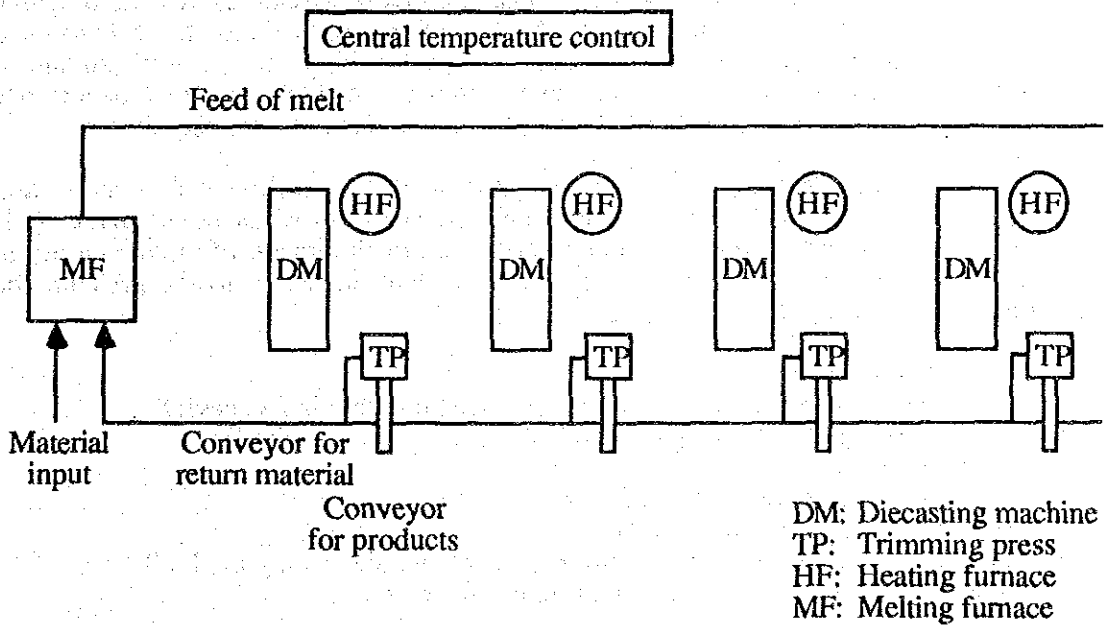 Central temperature control
Feed of melt
HF
HF
HF
HF
MF
DM
DM
DM
DM
TP
TP
TP
TP
Material
input
Conveyor for
return material
Conveyor
for products
DM: Diecasting machine
TP: Trimming press
HF: Heating furnace
MF: Melting furnace